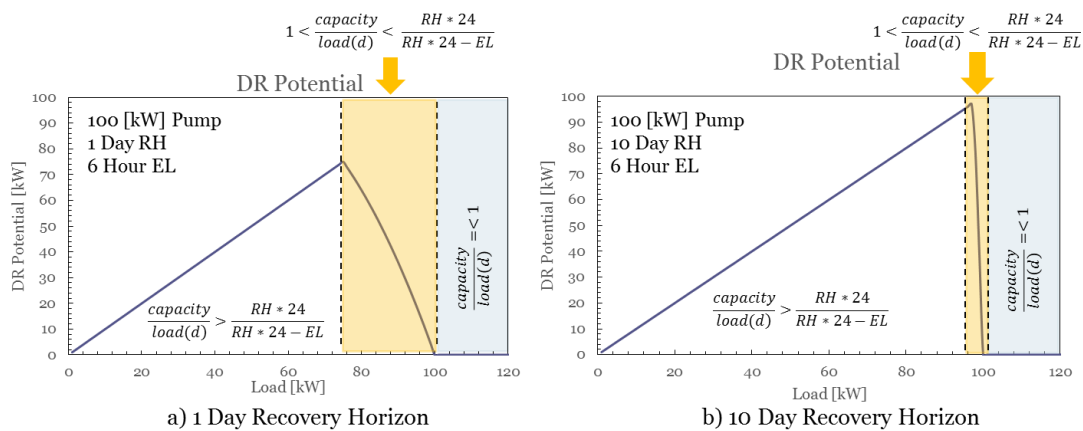 1 < capacity/load(d) < RH * 24/RH * 24 − EL
DR Potential
DR Potential [kW]
100
90
80
70
60
50
40
30
20
10
0
100 [kW] Pump
1 Day RH
6 Hour EL
capacity/load(d) > RH * 24/RH * 24 − EL
capacity/load(d) =< 1
0 20 40 60 80 100 120
Load [kW]
a) 1 Day Recovery Horizon
1 < capacity/load(d) < RH * 24/RH * 24 − EL
DR Potential
DR Potential [kW]
100
90
80
70
60
50
40
30
20
10
0
100 [kW] Pump
10 Day RH
6 Hour EL
capacity/load(d) > RH * 24/RH * 24 − EL
capacity/load(d) =< 1
0 20 40 60 80 100 120
Load [kW]
b) 10 Day Recovery Horizon